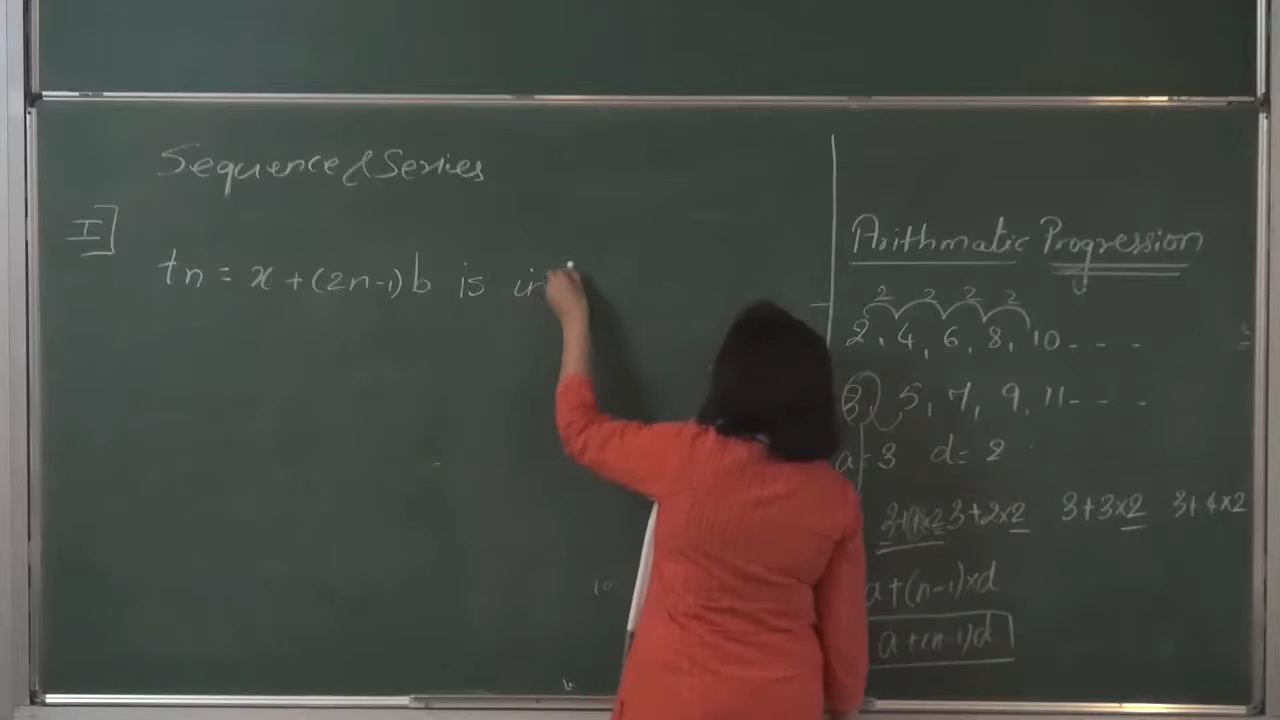 Sequence & Series
I]
tn = x + (2n-1) b is in
Arithmatic Progression
2 2 2 2
2, 4, 6, 8, 10 - - - -
3, 5, 7, 9, 11 - - - -
a = 3 d = 2
3+1×2 3+2×2 3+3×2 3+4×2
a+(n-1)×d
a+(n-1)d
10